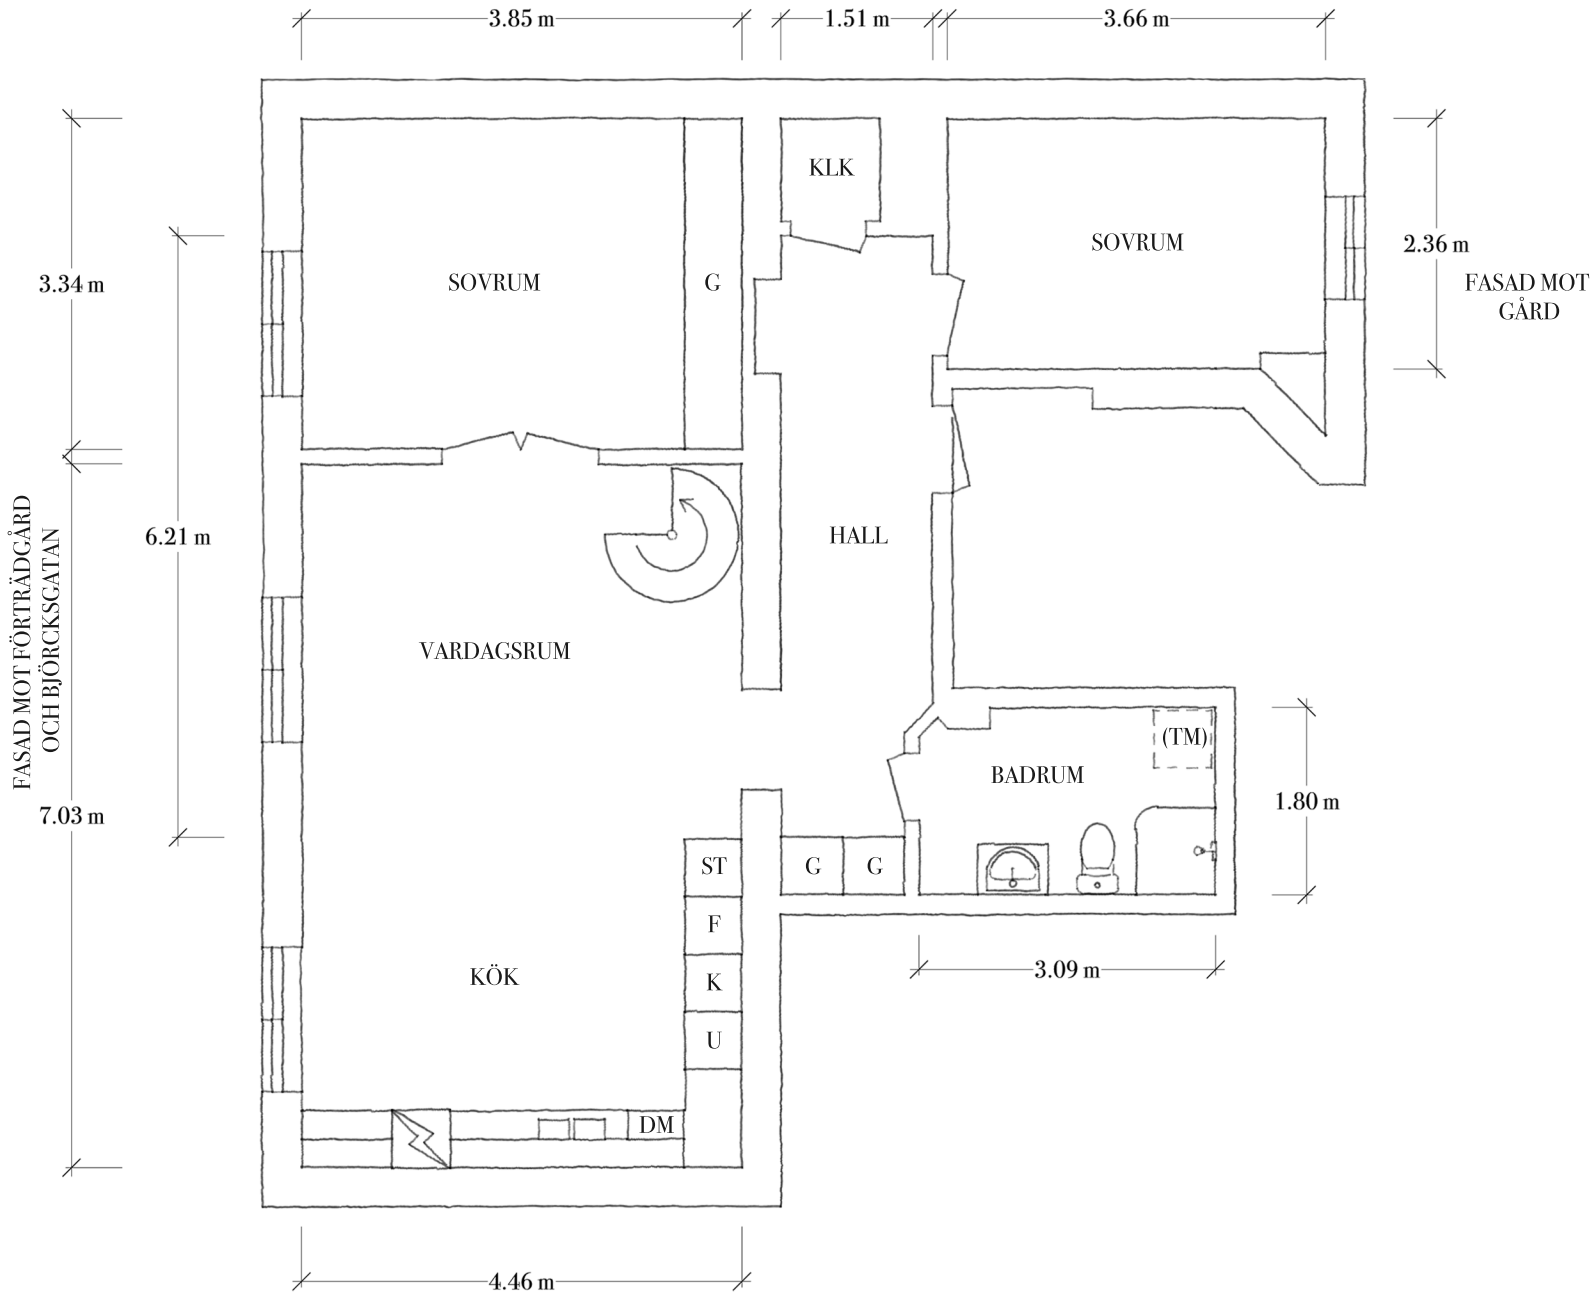 3.85 m
1.51 m
3.66 m
KLK
SOVRUM
2.36 m
3.34 m
SOVRUM
G
FASAD MOT
GÅRD
6.21 m
HALL
FASAD MOT FÖRTRÄDGÅRD
OCH BJÖRCKSGATAN
VARDAGSRUM
(TM)
BADRUM
1.80 m
7.03 m
ST
G
G
F
KÖK
K
3.09 m
U
DM
4.46 m